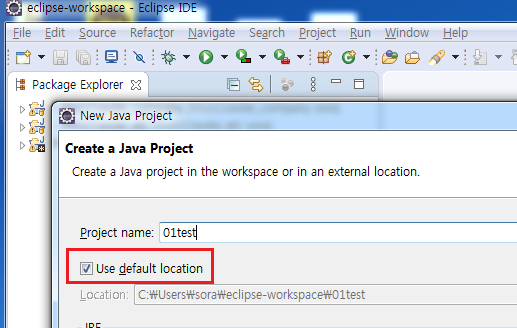 eclipse-workspace - Eclipse IDE
File Edit Source Refactor Navigate Search Project Run Window Help
Package Explorer
New Java Project
Create a Java Project
Create a Java project in the workspace or in an external location.
Project name: 01test
Use default location
Location: C:₩Users₩sora₩eclipse-workspace₩01test
JRE